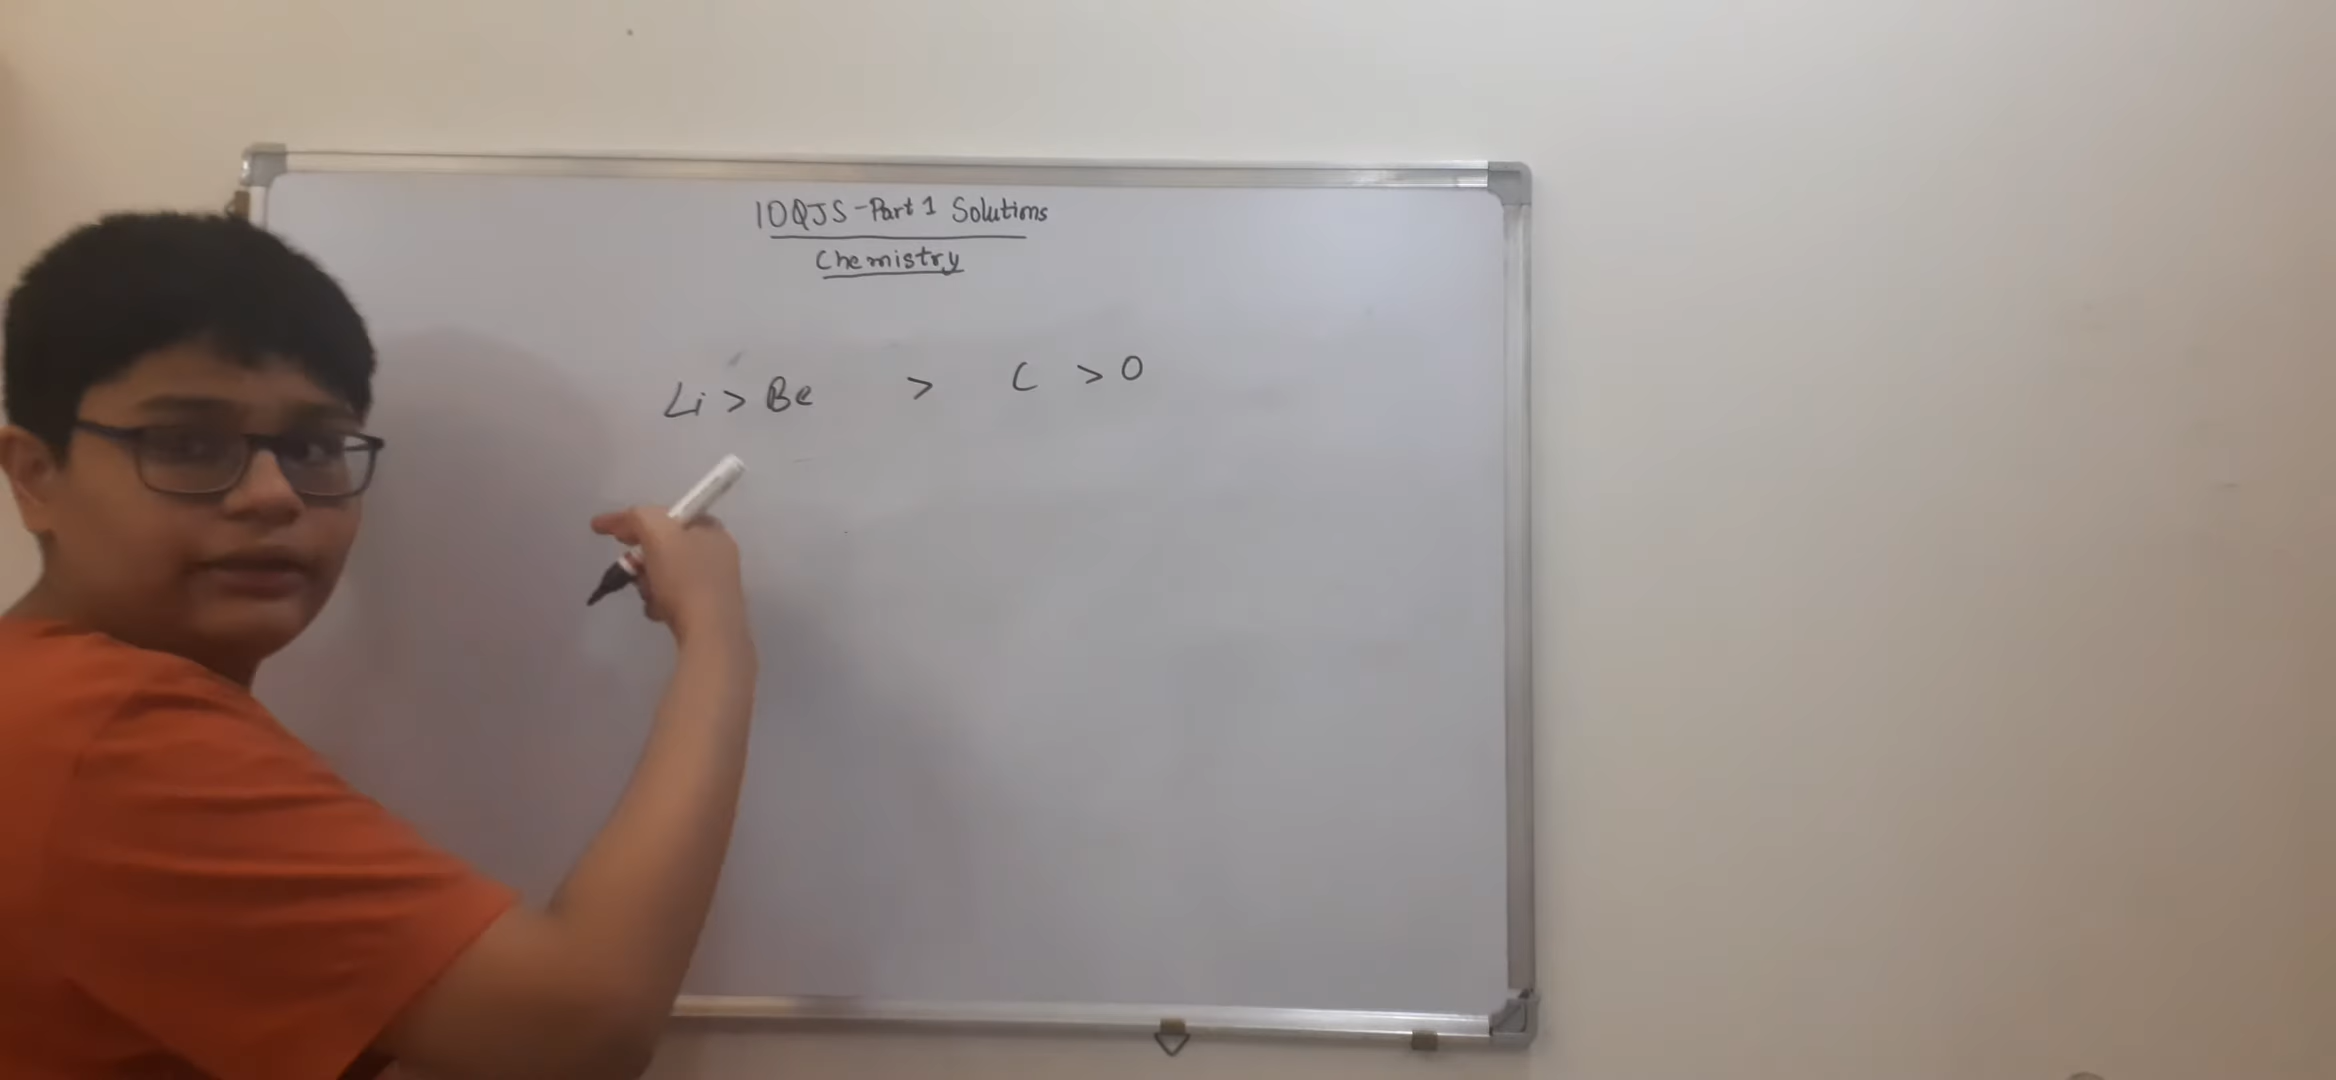 IOQJS-Part 1 Solutions
Chemistry
Li > Be > C > O